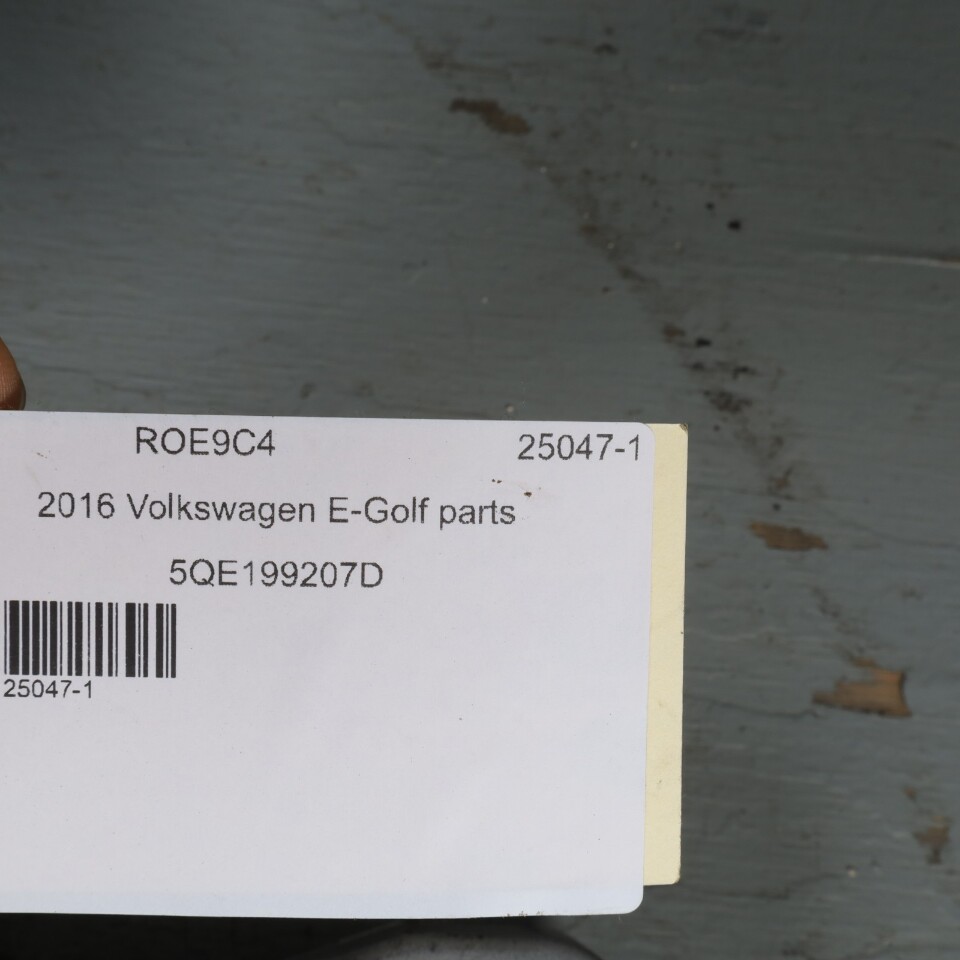 ROE9C4 25047-1
2016 Volkswagen E-Golf parts
5QE199207D
25047-1